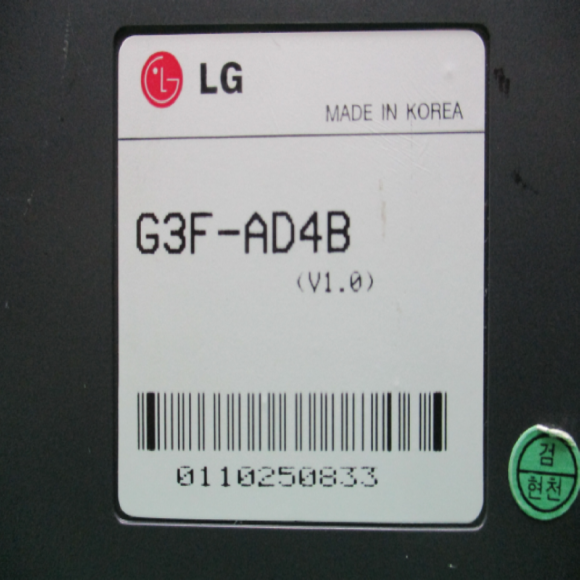 LG
MADE IN KOREA
G3F-AD4B
(V1.0)
0110250833
검
현천